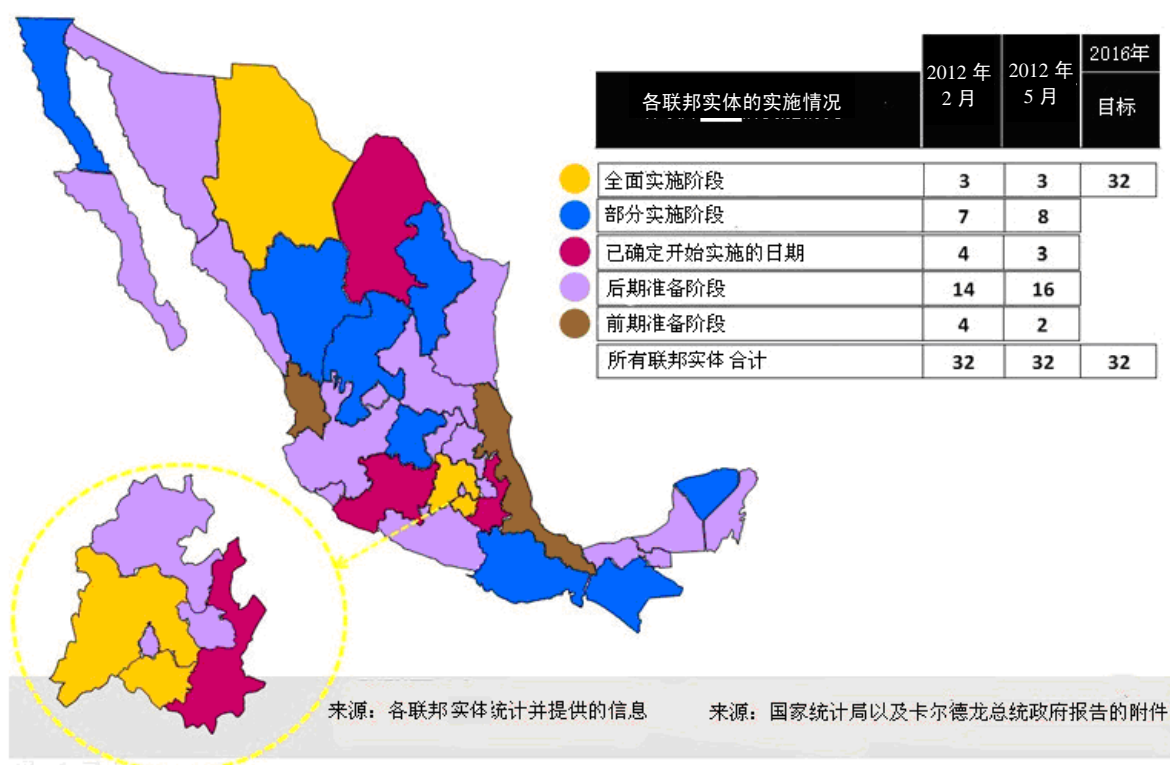 各联邦实体的实施情况 2012 年 2 月 2012 年 5 月 2016年 目标
全面实施阶段 3 3 32
部分实施阶段 7 8
已确定开始实施的日期 4 3
后期准备阶段 14 16
前期准备阶段 4 2
所有联邦实体 合计 32 32 32
来源：各联邦实体统计并提供的信息 来源：国家统计局以及卡尔德龙总统政府报告的附件